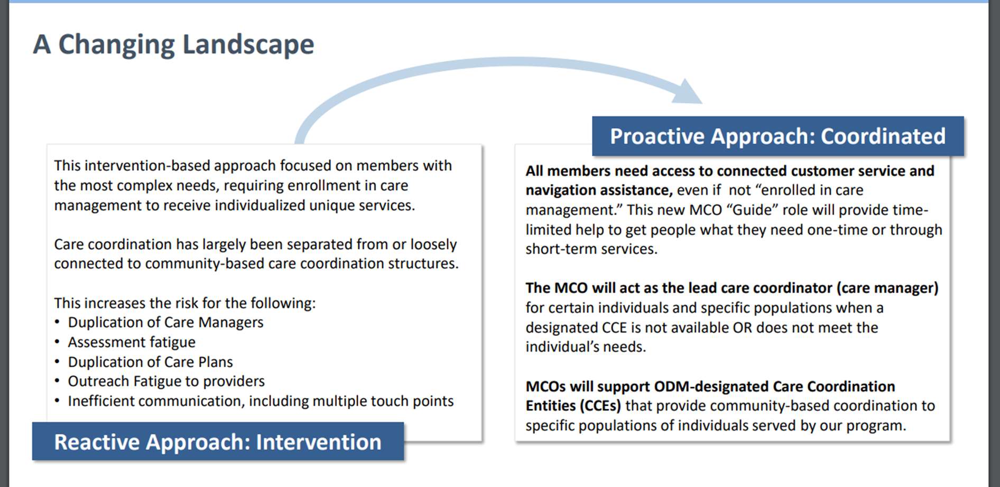 A Changing Landscape
This intervention-based approach focused on members with
the most complex needs, requiring enrollment in care
management to receive individualized unique services.
Care coordination has largely been separated from or loosely
connected to community-based care coordination structures.
This increases the risk for the following:
• Duplication of Care Managers
• Assessment fatigue
• Duplication of Care Plans
• Outreach Fatigue to providers
• Inefficient communication, including multiple touch points
Reactive Approach: Intervention
Proactive Approach: Coordinated
All members need access to connected customer service and
navigation assistance, even if not “enrolled in care
management.” This new MCO “Guide” role will provide time-
limited help to get people what they need one-time or through
short-term services.
The MCO will act as the lead care coordinator (care manager)
for certain individuals and specific populations when a
designated CCE is not available OR does not meet the
individual’s needs.
MCOs will support ODM-designated Care Coordination
Entities (CCEs) that provide community-based coordination to
specific populations of individuals served by our program.